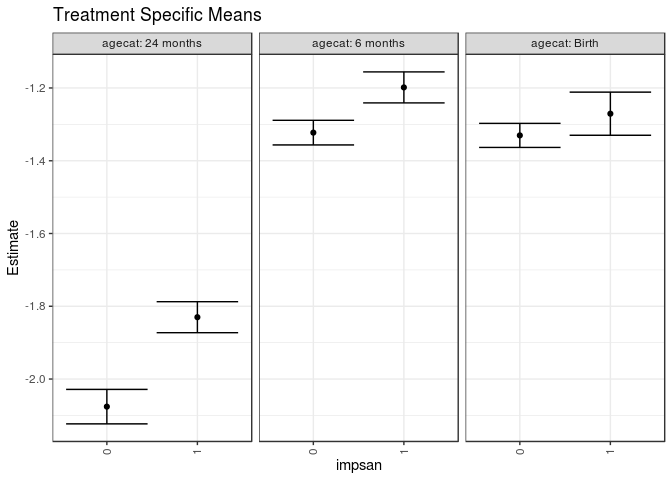 Treatment Specific Means
agecat: 24 months
agecat: 6 months
agecat: Birth
Estimate
-1.2
-1.4
-1.6
-1.8
-2.0
0
1
0
1
0
1
impsan